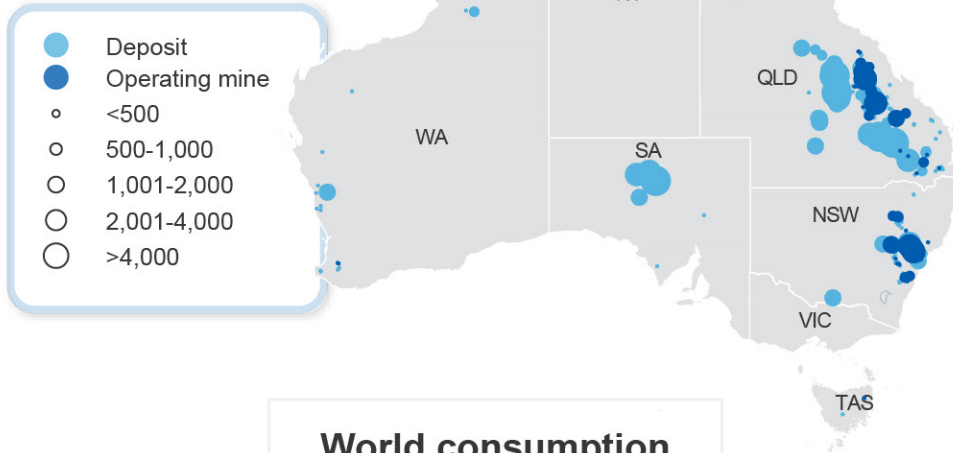 Deposit
Operating mine
<500
500-1,000
1,001-2,000
2,001-4,000
>4,000
WA
SA
QLD
NSW
VIC
TAS
World consumption